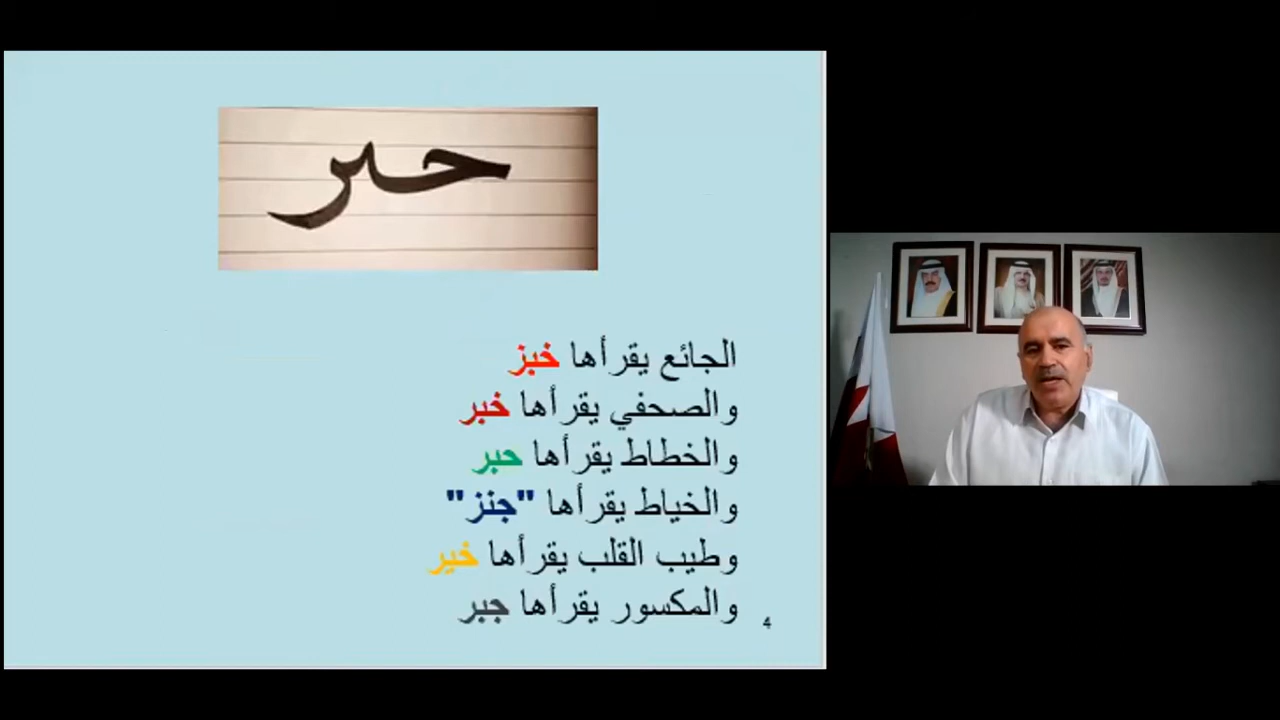 حبر
الجائع يقرأها خبز
والصحفي يقرأها خبر
والخطاط يقرأها حبر
والخياط يقرأها "جنز"
وطيب القلب يقرأها خير
والمكسور يقرأها جبر
4